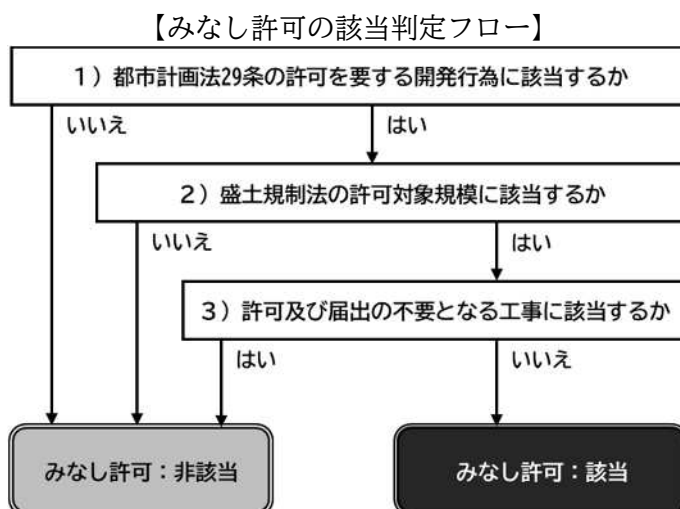 【みなし許可の該当判定フロー】
1）都市計画法29条の許可を要する開発行為に該当するか
いいえ
はい
2）盛土規制法の許可対象規模に該当するか
いいえ
はい
3）許可及び届出の不要となる工事に該当するか
はい
いいえ
みなし許可：非該当
みなし許可：該当